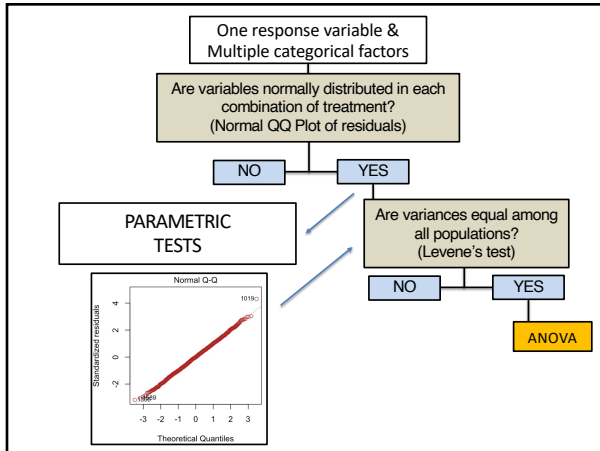 One response variable &
Multiple categorical factors
Are variables normally distributed in each
combination of treatment?
(Normal QQ Plot of residuals)
NO
YES
PARAMETRIC
TESTS
Are variances equal among
all populations?
(Levene's test)
NO
YES
ANOVA
Normal Q-Q
Standardized residuals
4
2
0
-2
1019
-3
-2
-1
0
1
2
3
Theoretical Quantiles